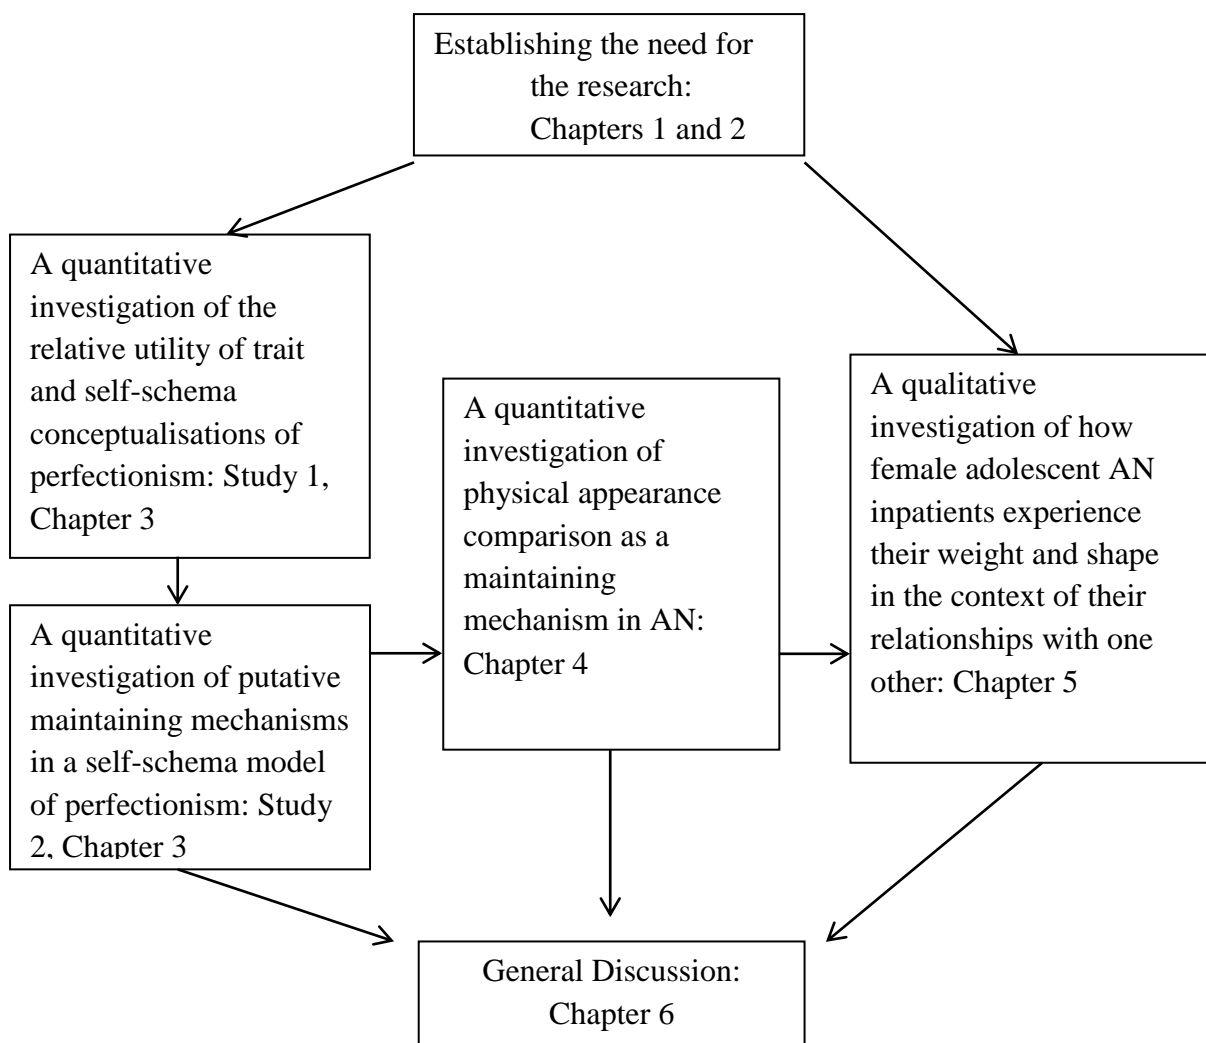 Establishing the need for
the research:
Chapters 1 and 2
A quantitative
investigation of the
relative utility of trait
and self-schema
conceptualisations of
perfectionism: Study 1,
Chapter 3
A quantitative
investigation of putative
maintaining mechanisms
in a self-schema model
of perfectionism: Study
2, Chapter 3
A quantitative
investigation of
physical appearance
comparison as a
maintaining
mechanism in AN:
Chapter 4
A qualitative
investigation of how
female adolescent AN
inpatients experience
their weight and shape
in the context of their
relationships with one
other: Chapter 5
General Discussion:
Chapter 6